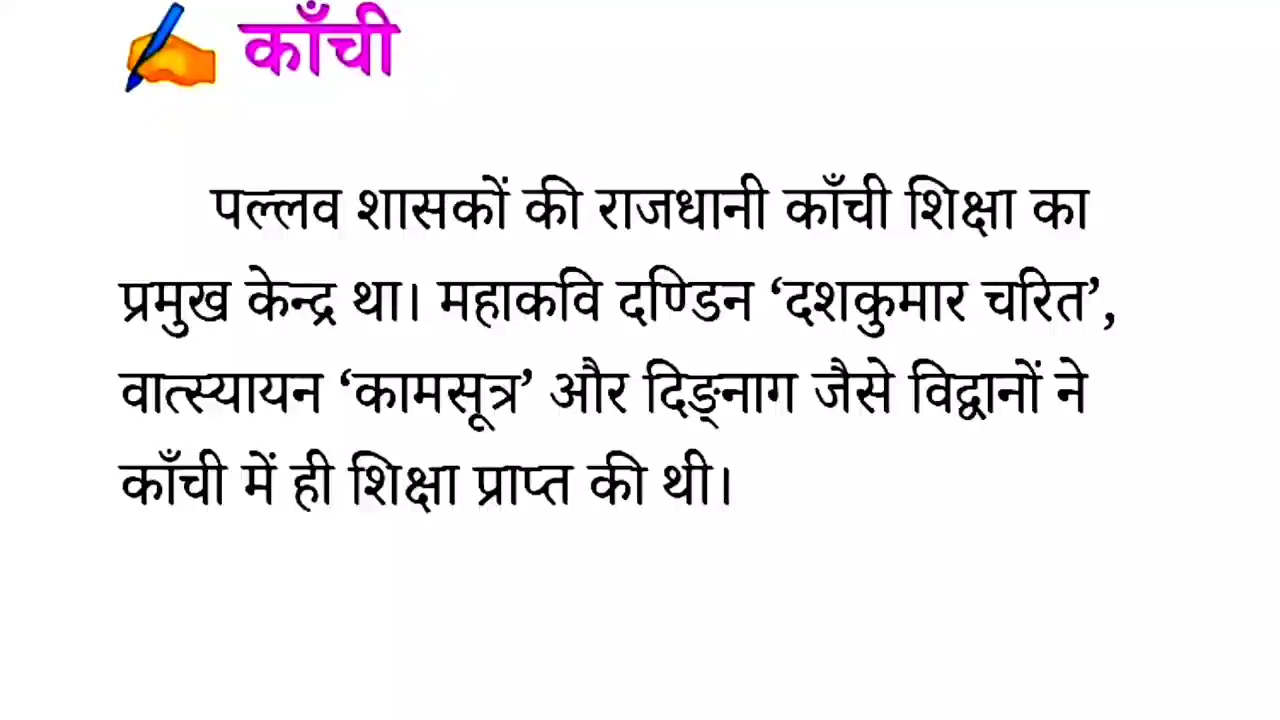 काँची
पल्लव शासकों की राजधानी काँची शिक्षा का
प्रमुख केन्द्र था। महाकवि दण्डिन ‘दशकुमार चरित’,
वात्स्यायन ‘कामसूत्र’ और दिङ्नाग जैसे विद्वानों ने
काँची में ही शिक्षा प्राप्त की थी।